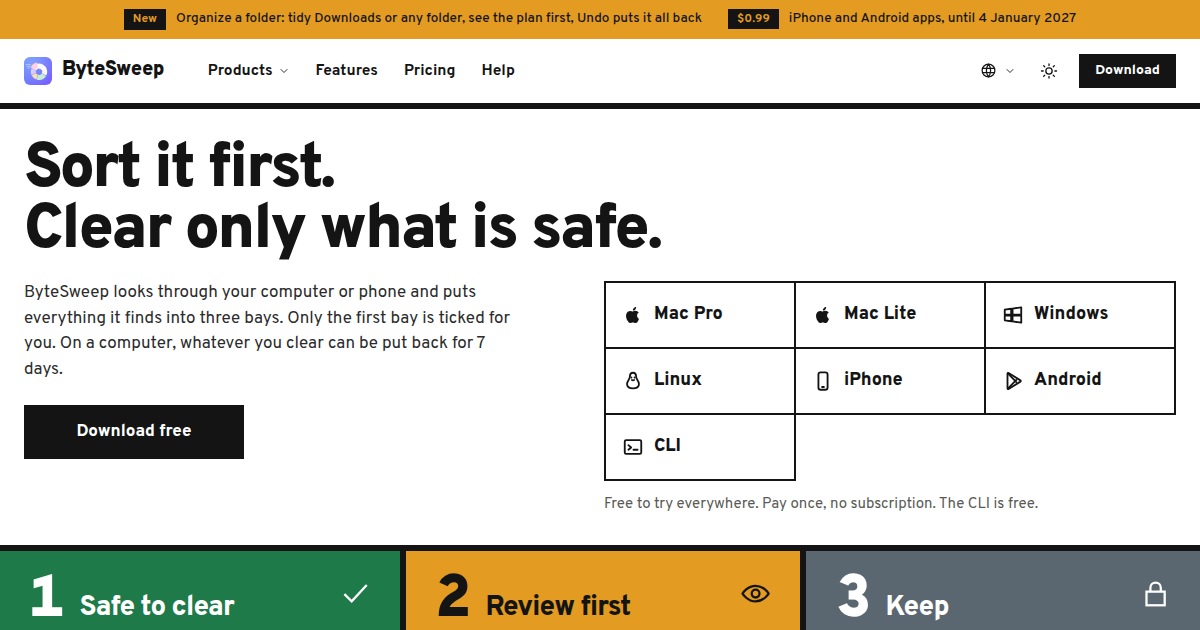 New Organize a folder: tidy Downloads or any folder, see the plan first, Undo puts it all back $0.99 iPhone and Android apps, until 4 January 2027
ByteSweep Products Features Pricing Help Download
Sort it first.
Clear only what is safe.
ByteSweep looks through your computer or phone and puts
everything it finds into three bays. Only the first bay is ticked for
you. On a computer, whatever you clear can be put back for 7
days.
Download free
Mac Pro Mac Lite Windows
Linux iPhone Android
CLI
Free to try everywhere. Pay once, no subscription. The CLI is free.
1 Safe to clear 2 Review first 3 Keep